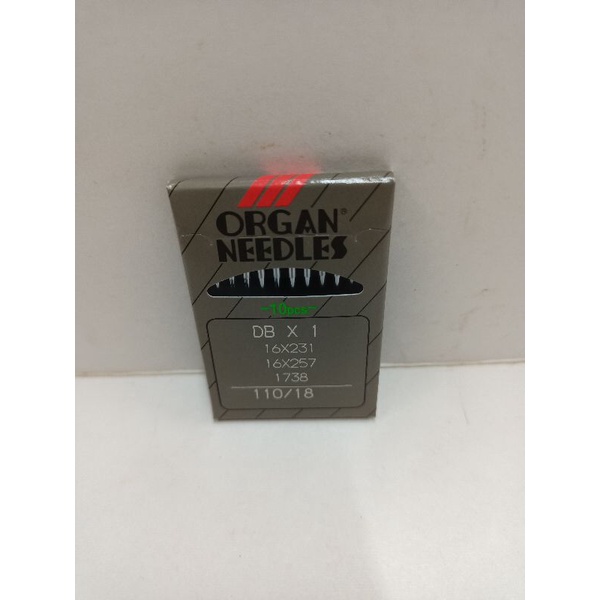 ORGAN®
NEEDLES
-10pcs-
DB X 1
16X231
16X257
1738
110/18